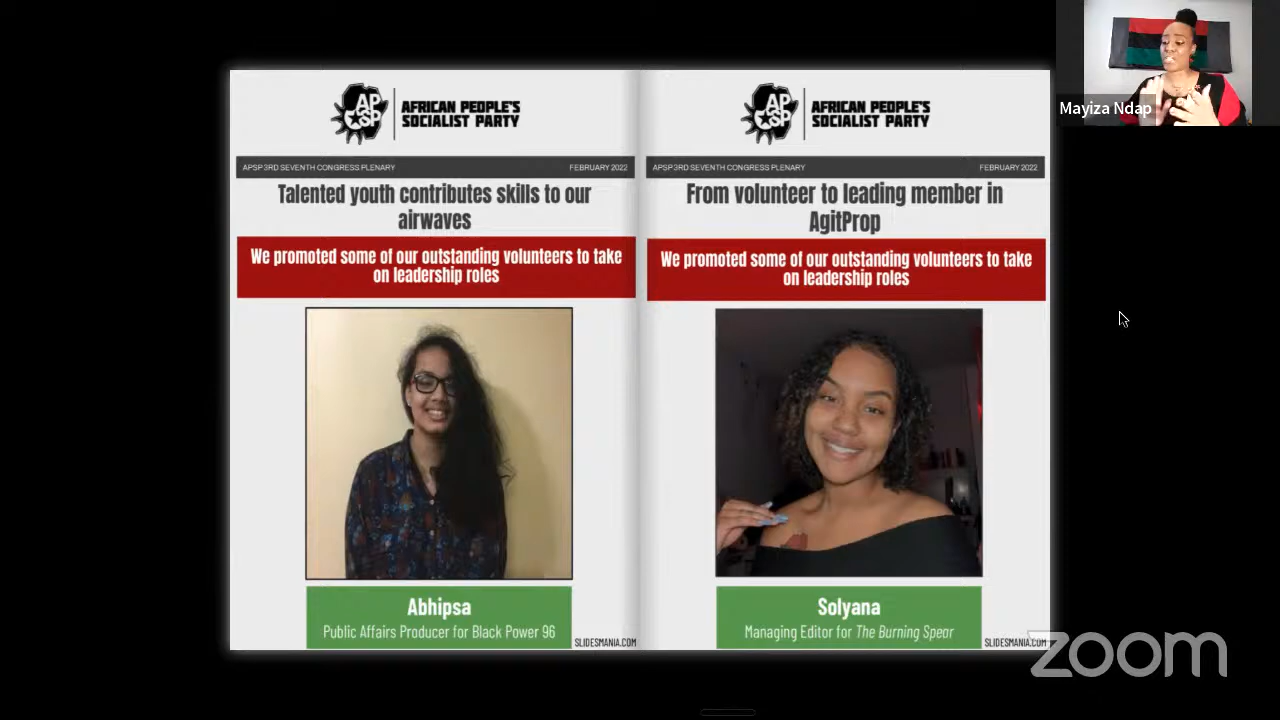 AP
SP
AFRICAN PEOPLE'S
SOCIALIST PARTY
APSP 3RD SEVENTH CONGRESS PLENARY
FEBRUARY 2022
Talented youth contributes skills to our
airwaves
We promoted some of our outstanding volunteers to take
on leadership roles
Abhipsa
Public Affairs Producer for Black Power 96
SLIDESMANIA.COM
AP
SP
AFRICAN PEOPLE'S
SOCIALIST PARTY
APSP 3RD SEVENTH CONGRESS PLENARY
FEBRUARY 2022
From volunteer to leading member in
AgitProp
We promoted some of our outstanding volunteers to take
on leadership roles
Solyana
Managing Editor for The Burning Spear
SLIDESMANIA.COM
Mayiza Ndap
zoom